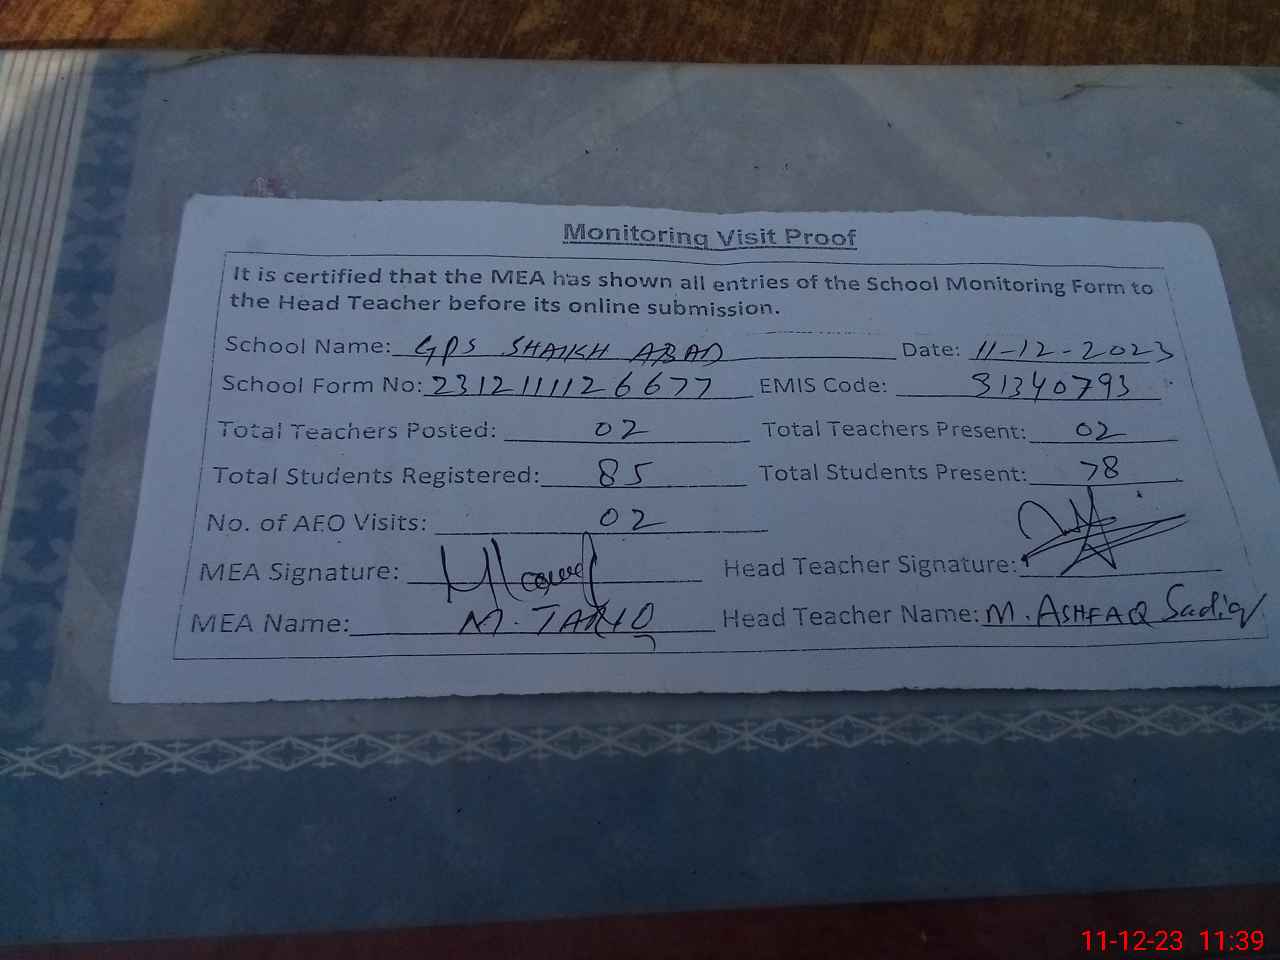 Monitoring Visit Proof
It is certified that the MEA has shown all entries of the School Monitoring Form to
the Head Teacher before its online submission.
School Name: GPS SHAIKH ABAD Date: 11-12-2023
School Form No: 2312111126677 EMIS Code: 31340793
Total Teachers Posted: 02 Total Teachers Present: 02
Total Students Registered: 85 Total Students Present: 78
No. of AEO Visits: 02
MEA Signature: Head Teacher Signature:
MEA Name: M. TARIQ Head Teacher Name: M. ASHFAQ Sadiq
11-12-23 11:39